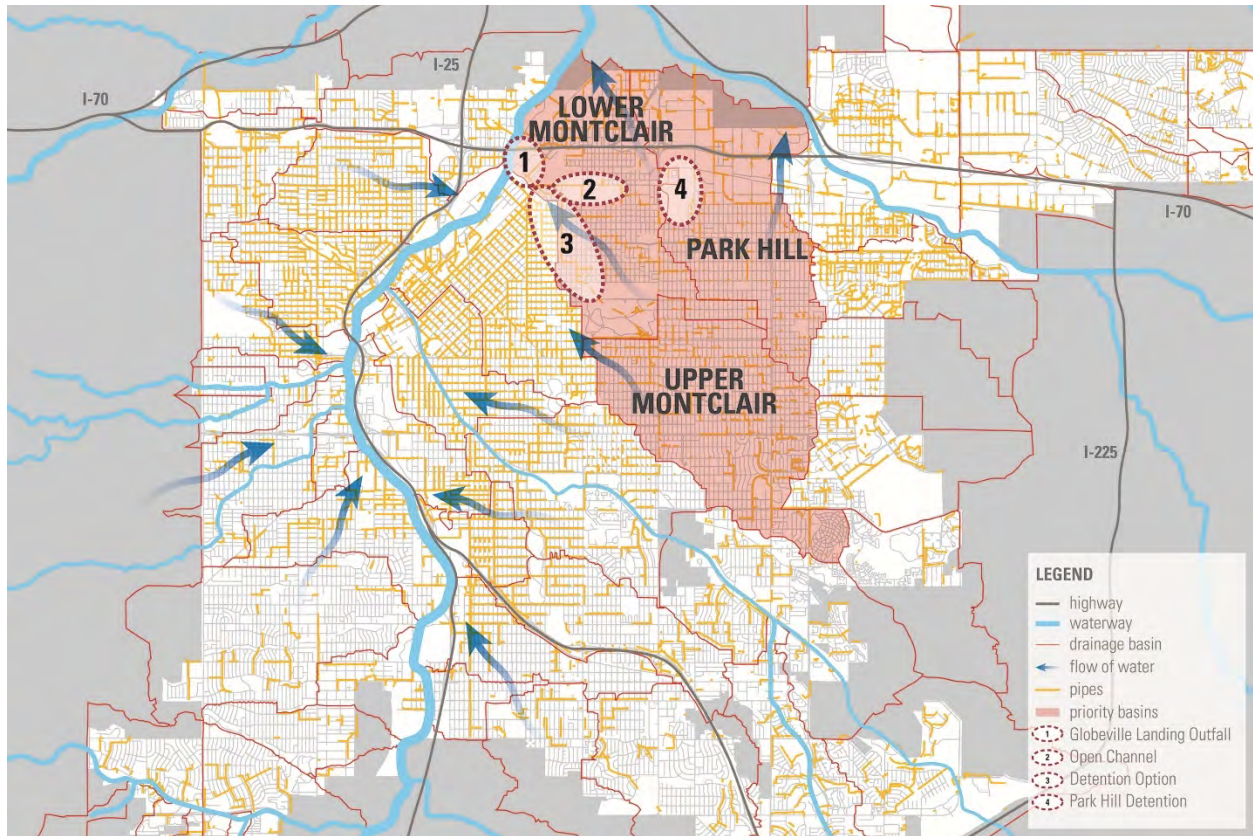 I-25
I-70
LOWER
MONTCLAIR
1
2
4
3
I-70
PARK HILL
UPPER
MONTCLAIR
I-225
LEGEND
highway
waterway
drainage basin
flow of water
pipes
priority basins
1 Globeville Landing Outfall
2 Open Channel
3 Detention Option
4 Park Hill Detention